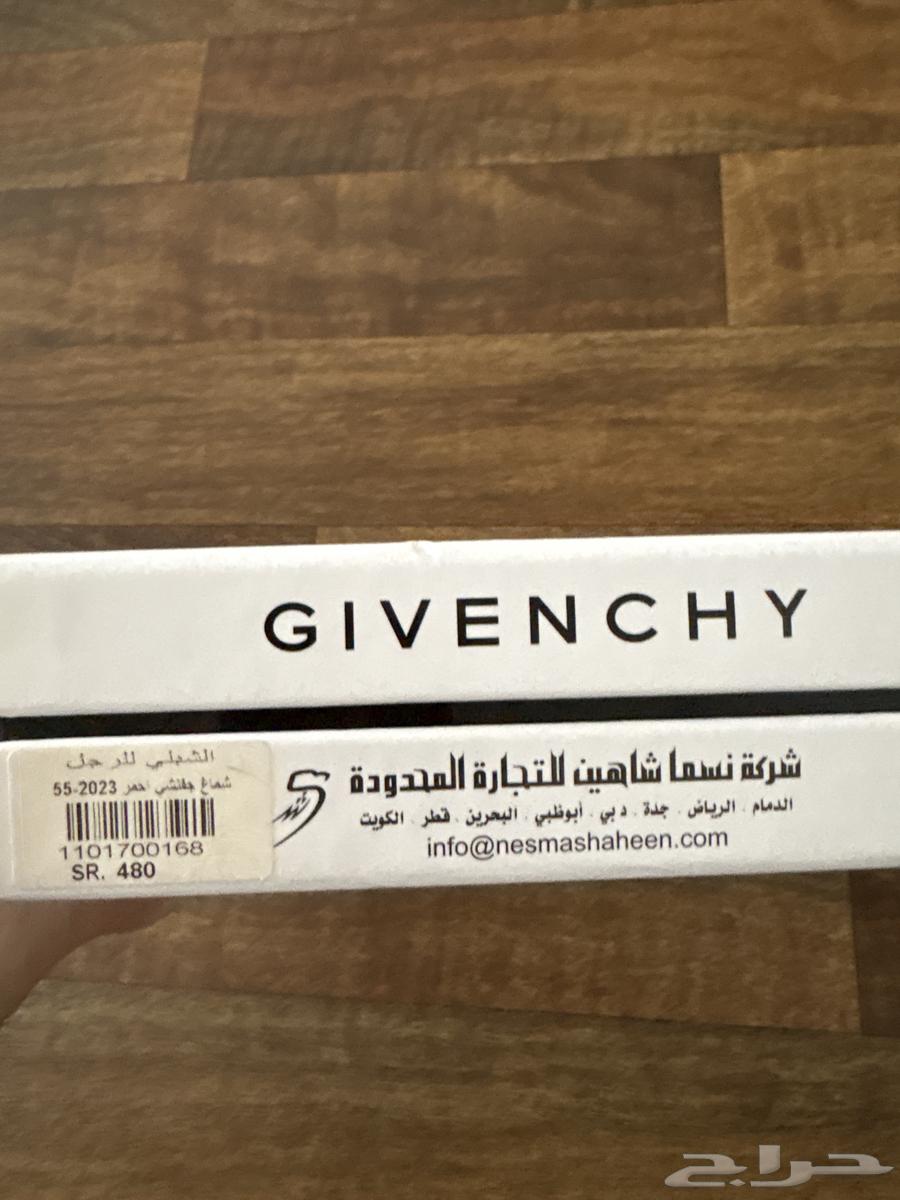 GIVENCHY
الشبلي للرجل
شماغ جفنشي احمر 2023-55
1101700168
SR. 480
شركة نسما شاهين للتجارة المحدودة
الدمام . الرياض . جدة . دبي . أبوظبي . البحرين . قطر . الكويت
info@nesmashaheen.com
حراج